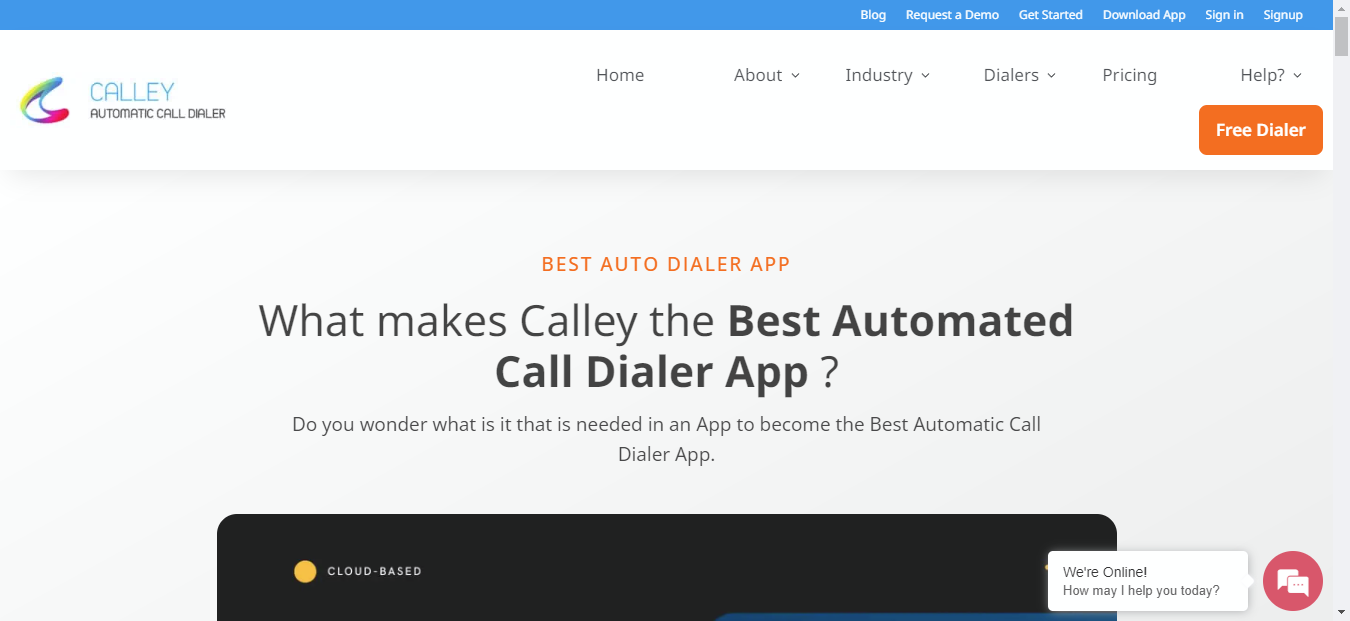 Blog Request a Demo Get Started Download App Sign in Signup
Home About Industry Dialers Pricing Help?
CALLEY
AUTOMATIC CALL DIALER
Free Dialer
BEST AUTO DIALER APP
What makes Calley the Best Automated
Call Dialer App ?
Do you wonder what is it that is needed in an App to become the Best Automatic Call
Dialer App.
CLOUD-BASED
We're Online!
How may I help you today?